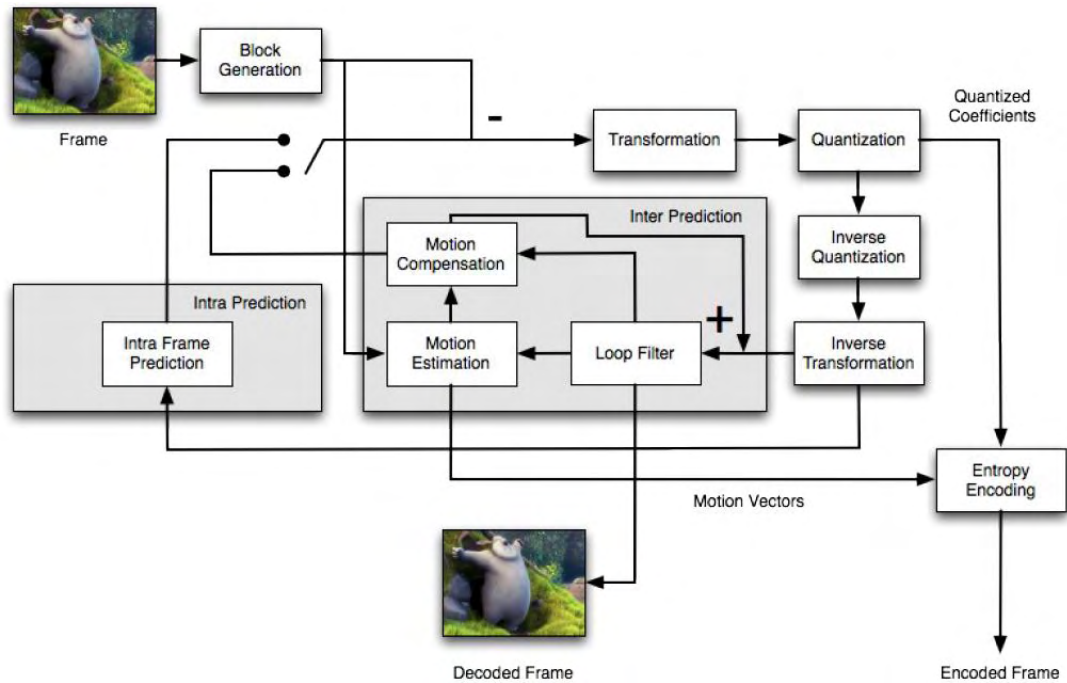 Block
Generation
Frame
-
Transformation
Quantization
Quantized
Coefficients
Inter Prediction
Motion
Compensation
Inverse
Quantization
Intra Prediction
Intra Frame
Prediction
Motion
Estimation
Loop Filter
+
Inverse
Transformation
Entropy
Encoding
Motion Vectors
Decoded Frame
Encoded Frame